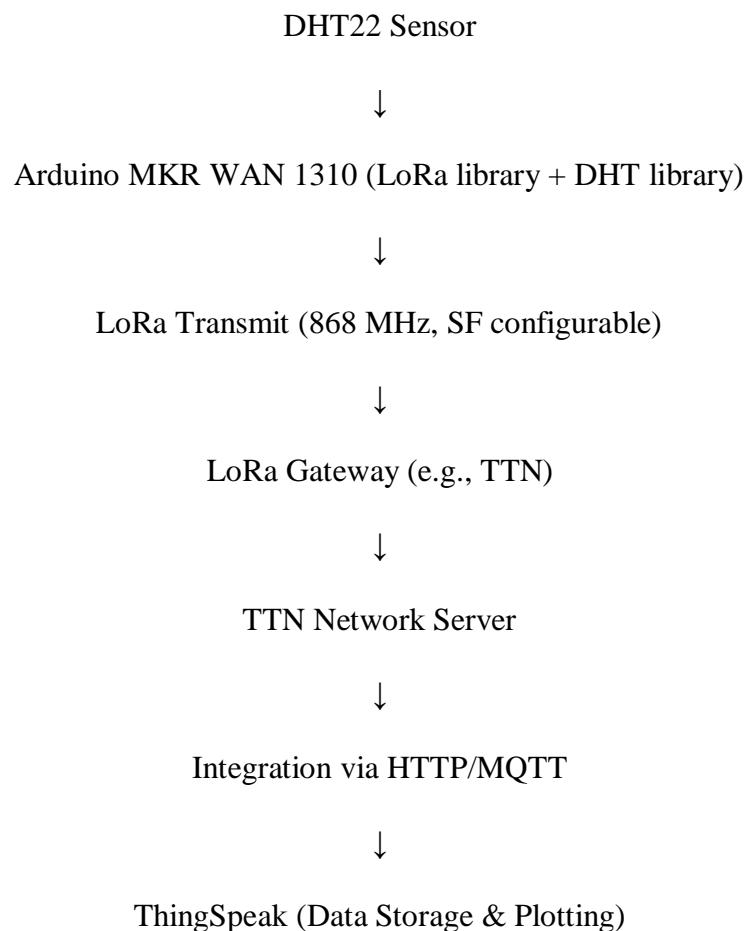 DHT22 Sensor
↓
Arduino MKR WAN 1310 (LoRa library + DHT library)
↓
LoRa Transmit (868 MHz, SF configurable)
↓
LoRa Gateway (e.g., TTN)
↓
TTN Network Server
↓
Integration via HTTP/MQTT
↓
ThingSpeak (Data Storage & Plotting)